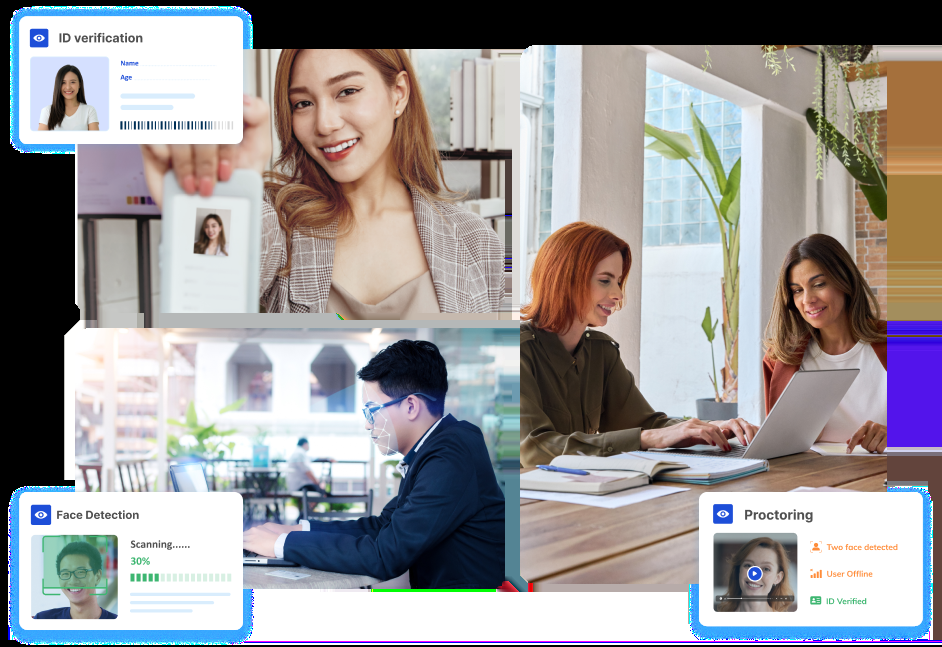 ID verification
Name
Age
Face Detection
Scanning......
30%
Proctoring
Two face detected
User Offline
ID Verified